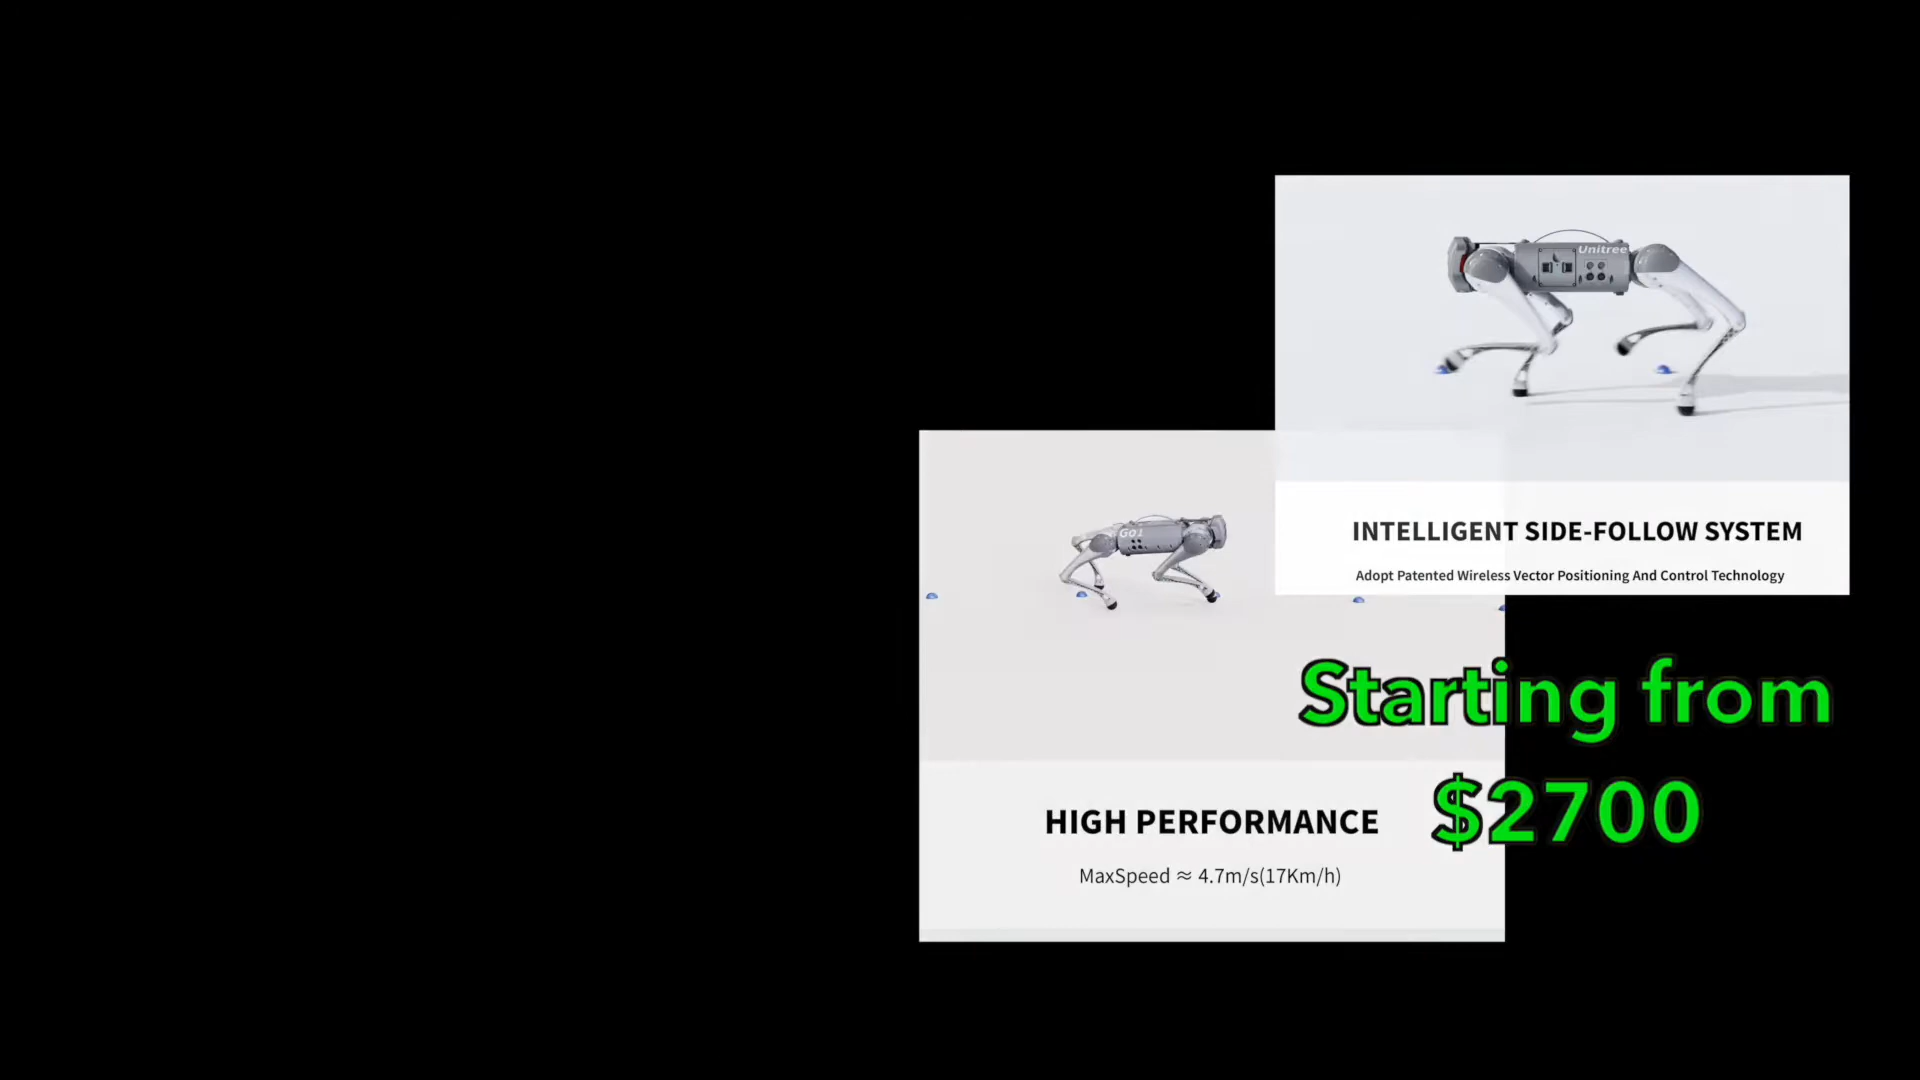 Unitree
INTELLIGENT SIDE-FOLLOW SYSTEM
Adopt Patented Wireless Vector Positioning And Control Technology
Go1
HIGH PERFORMANCE
MaxSpeed ≈ 4.7m/s(17Km/h)
Starting from
$2700